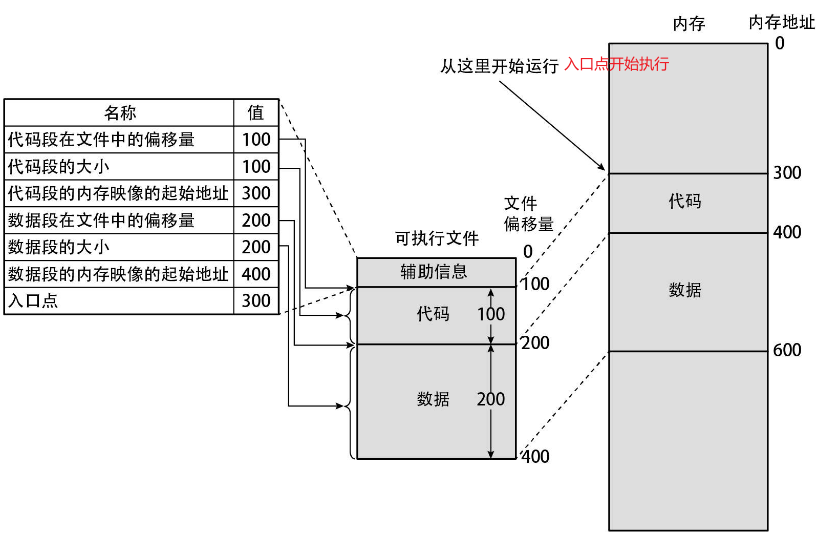 内存
内存地址
0
从这里开始运行
入口点开始执行
名称
值
代码段在文件中的偏移量
100
代码段的大小
100
代码段的内存映像的起始地址
300
数据段在文件中的偏移量
200
数据段的大小
200
数据段的内存映像的起始地址
400
入口点
300
可执行文件
文件
偏移量
0
辅助信息
100
代码
100
200
数据
200
400
300
代码
400
数据
600